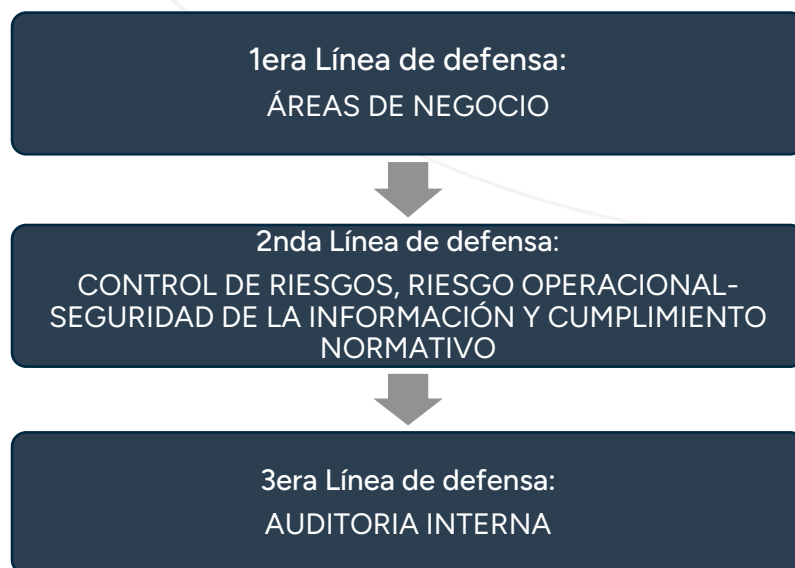 1era Línea de defensa:
ÁREAS DE NEGOCIO
2nda Línea de defensa:
CONTROL DE RIESGOS, RIESGO OPERACIONAL-
SEGURIDAD DE LA INFORMACIÓN Y CUMPLIMIENTO
NORMATIVO
3era Línea de defensa:
AUDITORIA INTERNA